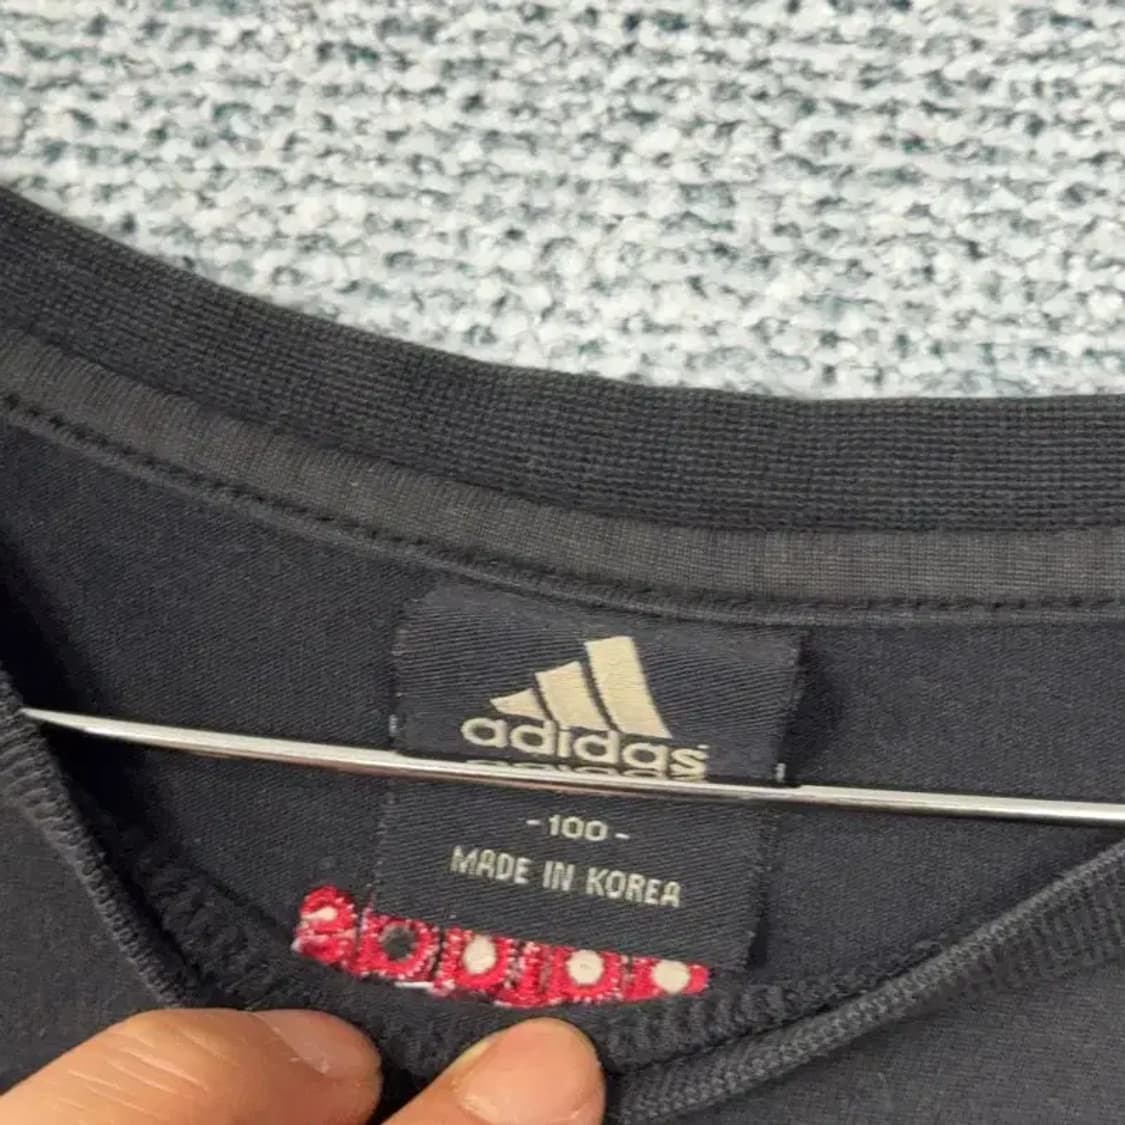 adidas
- 100 -
MADE IN KOREA